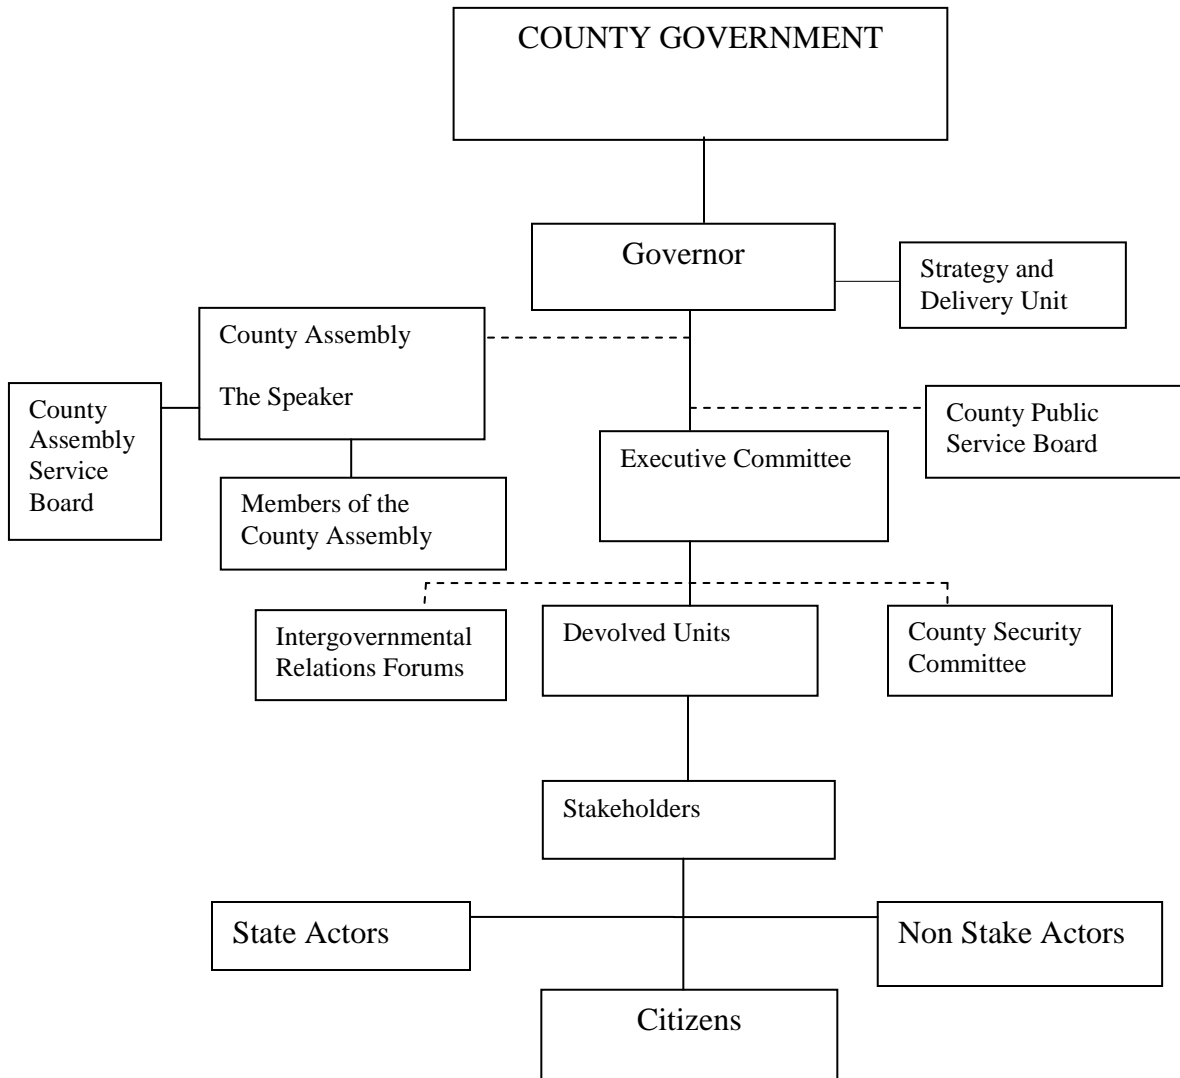 COUNTY GOVERNMENT
Governor
Strategy and
Delivery Unit
County Assembly
The Speaker
County
Assembly
Service
Board
County Public
Service Board
Executive Committee
Members of the
County Assembly
Intergovernmental
Relations Forums
Devolved Units
County Security
Committee
Stakeholders
State Actors
Non Stake Actors
Citizens